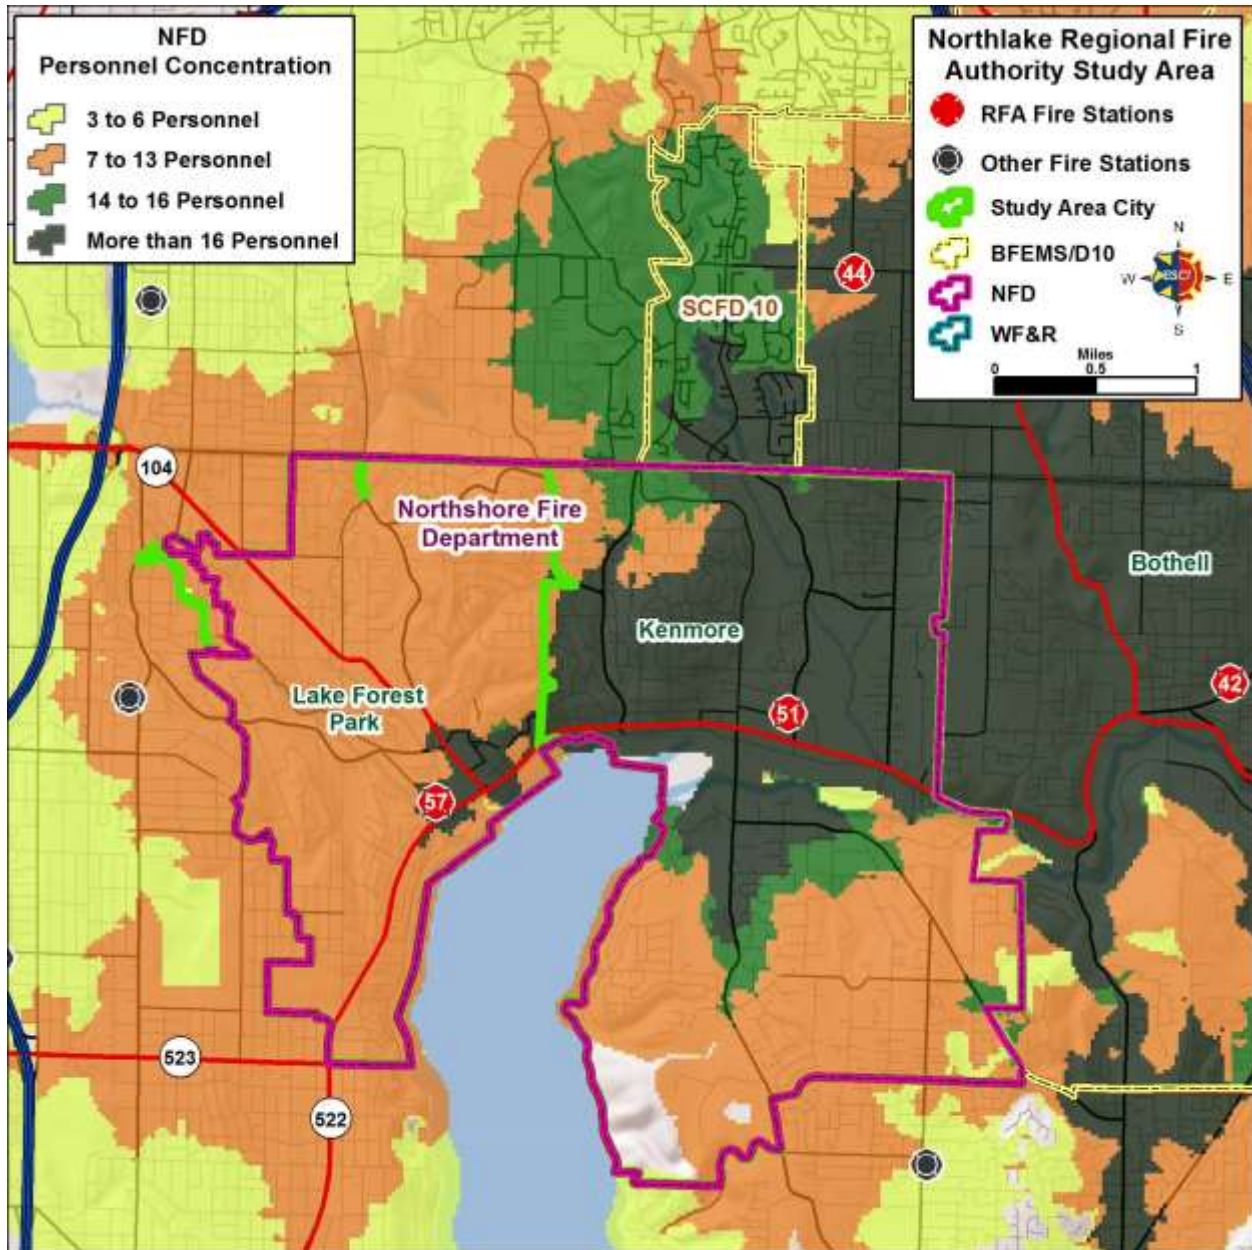 NFD
Personnel Concentration
3 to 6 Personnel
7 to 13 Personnel
14 to 16 Personnel
More than 16 Personnel
Northlake Regional Fire
Authority Study Area
RFA Fire Stations
Other Fire Stations
Study Area City
BFEMS/D10
NFD
WF&R
N
W
E
S
Miles
0
0.5
1
44
SCFD 10
104
Northshore Fire
Department
Bothell
Kenmore
42
Lake Forest
Park
51
57
523
522